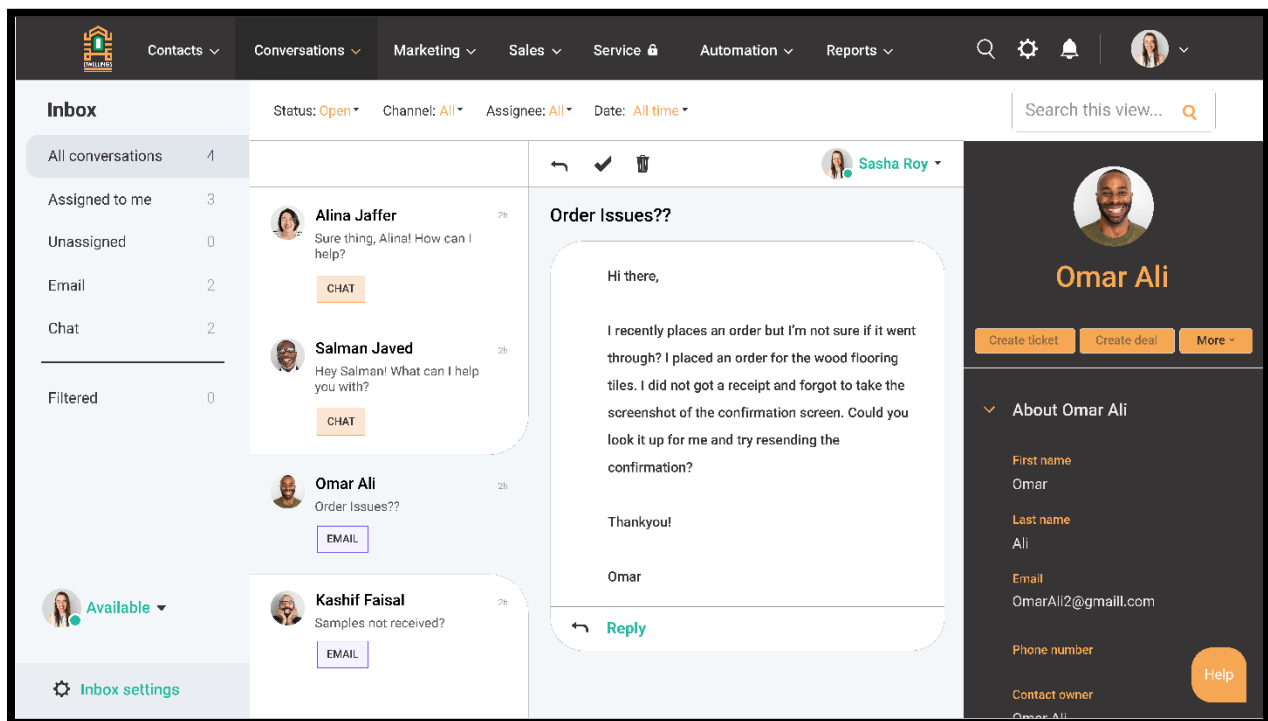 DWELLINGS
Contacts
Conversations
Marketing
Sales
Service
Automation
Reports
Inbox
Status: Open
Channel: All
Assignee: All
Date: All time
Search this view...
All conversations 4
Assigned to me 3
Unassigned 0
Email 2
Chat 2
Filtered 0
Available
Inbox settings
Alina Jaffer 2h
Sure thing, Alina! How can I
help?
CHAT
Salman Javed 2h
Hey Salman! What can I help
you with?
CHAT
Omar Ali 2h
Order Issues??
EMAIL
Kashif Faisal 2h
Samples not received?
EMAIL
Sasha Roy
Order Issues??
Hi there,
I recently places an order but I'm not sure if it went
through? I placed an order for the wood flooring
tiles. I did not got a receipt and forgot to take the
screenshot of the confirmation screen. Could you
look it up for me and try resending the
confirmation?
Thankyou!
Omar
Reply
Omar Ali
Create ticket
Create deal
More
About Omar Ali
First name
Omar
Last name
Ali
Email
OmarAli2@gmaill.com
Phone number
Contact owner
Omar Ali
Help